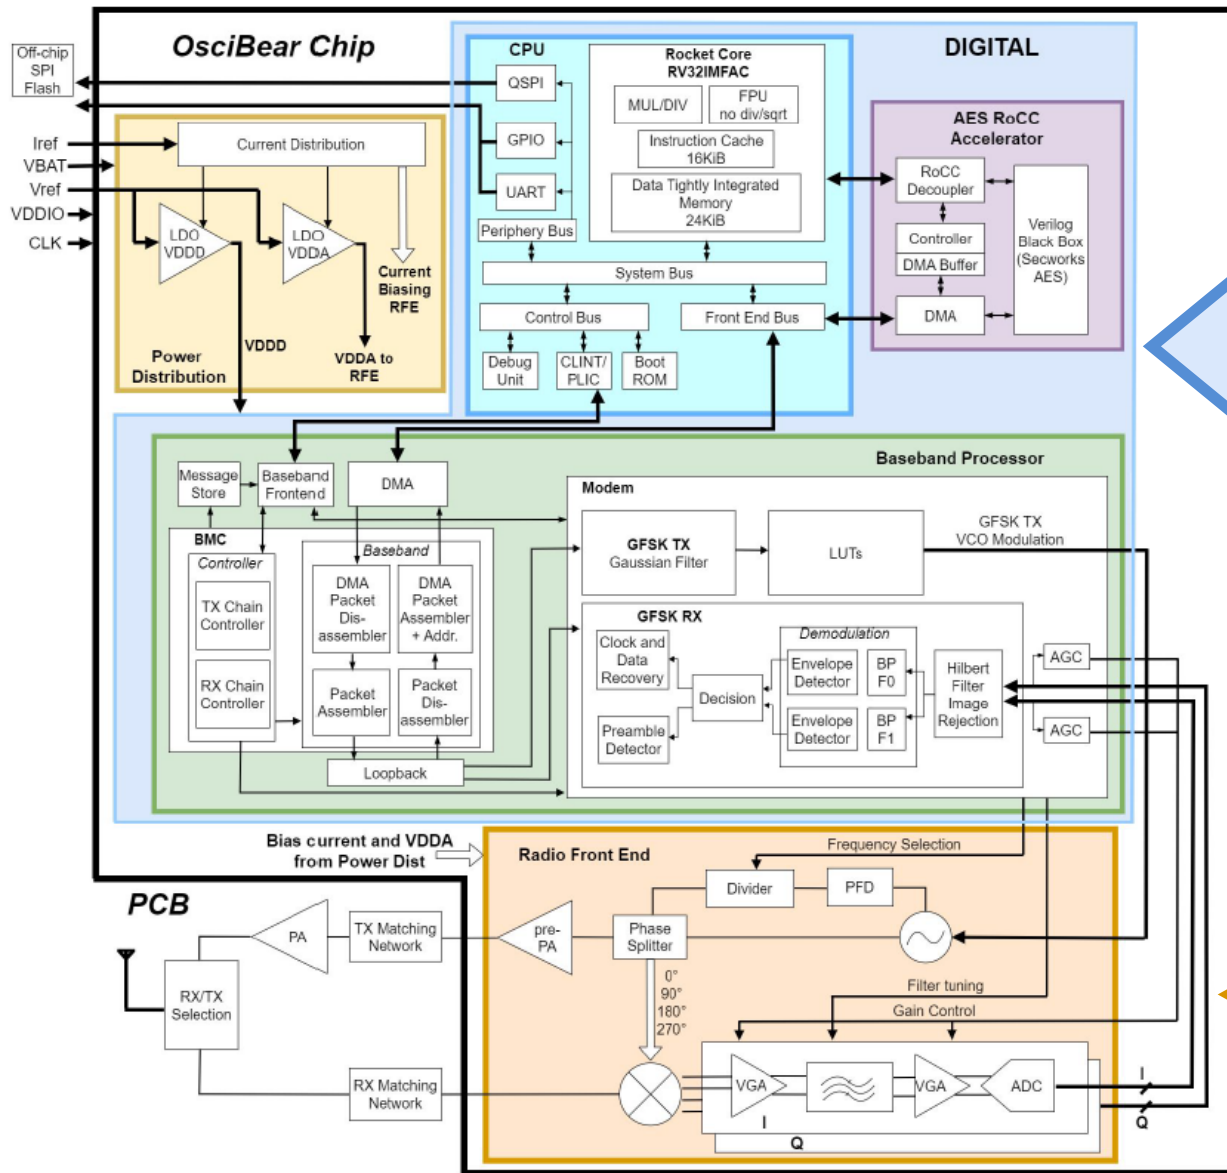 OsciBear Chip
DIGITAL
Off-chip
SPI
Flash
Iref
VBAT
Vref
VDDIO
CLK
Current Distribution
LDO
VDDD
LDO
VDDA
Current
Biasing
RFE
VDDD
VDDA to
RFE
Power
Distribution
CPU
QSPI
GPIO
UART
Periphery Bus
Rocket Core
RV32IMFAC
MUL/DIV
FPU
no div/sqrt
Instruction Cache
16KiB
Data Tightly Integrated
Memory
24KiB
System Bus
Control Bus
Front End Bus
Debug
Unit
CLINT/
PLIC
Boot
ROM
AES RoCC
Accelerator
RoCC
Decoupler
Controller
DMA Buffer
DMA
Verilog
Black Box
(Secworks
AES)
Baseband Processor
Message
Store
Baseband
Frontend
DMA
BMC
Controller
TX Chain
Controller
RX Chain
Controller
Baseband
DMA
Packet
Dis-
assembler
DMA
Packet
Assembler
+ Addr.
Packet
Assembler
Packet
Dis-
assembler
Loopback
Modem
GFSK TX
Gaussian Filter
LUTs
GFSK TX
VCO Modulation
GFSK RX
Clock and
Data
Recovery
Preamble
Detector
Decision
Demodulation
Envelope
Detector
BP
F0
Envelope
Detector
BP
F1
Hilbert
Filter
Image
Rejection
AGC
AGC
Bias current and VDDA
from Power Dist
Radio Front End
Frequency Selection
Divider
PFD
Phase
Splitter
pre-
PA
0°
90°
180°
270°
Filter tuning
Gain Control
VGA
VGA
ADC
I
Q
I
Q
PCB
PA
TX Matching
Network
RX/TX
Selection
RX Matching
Network